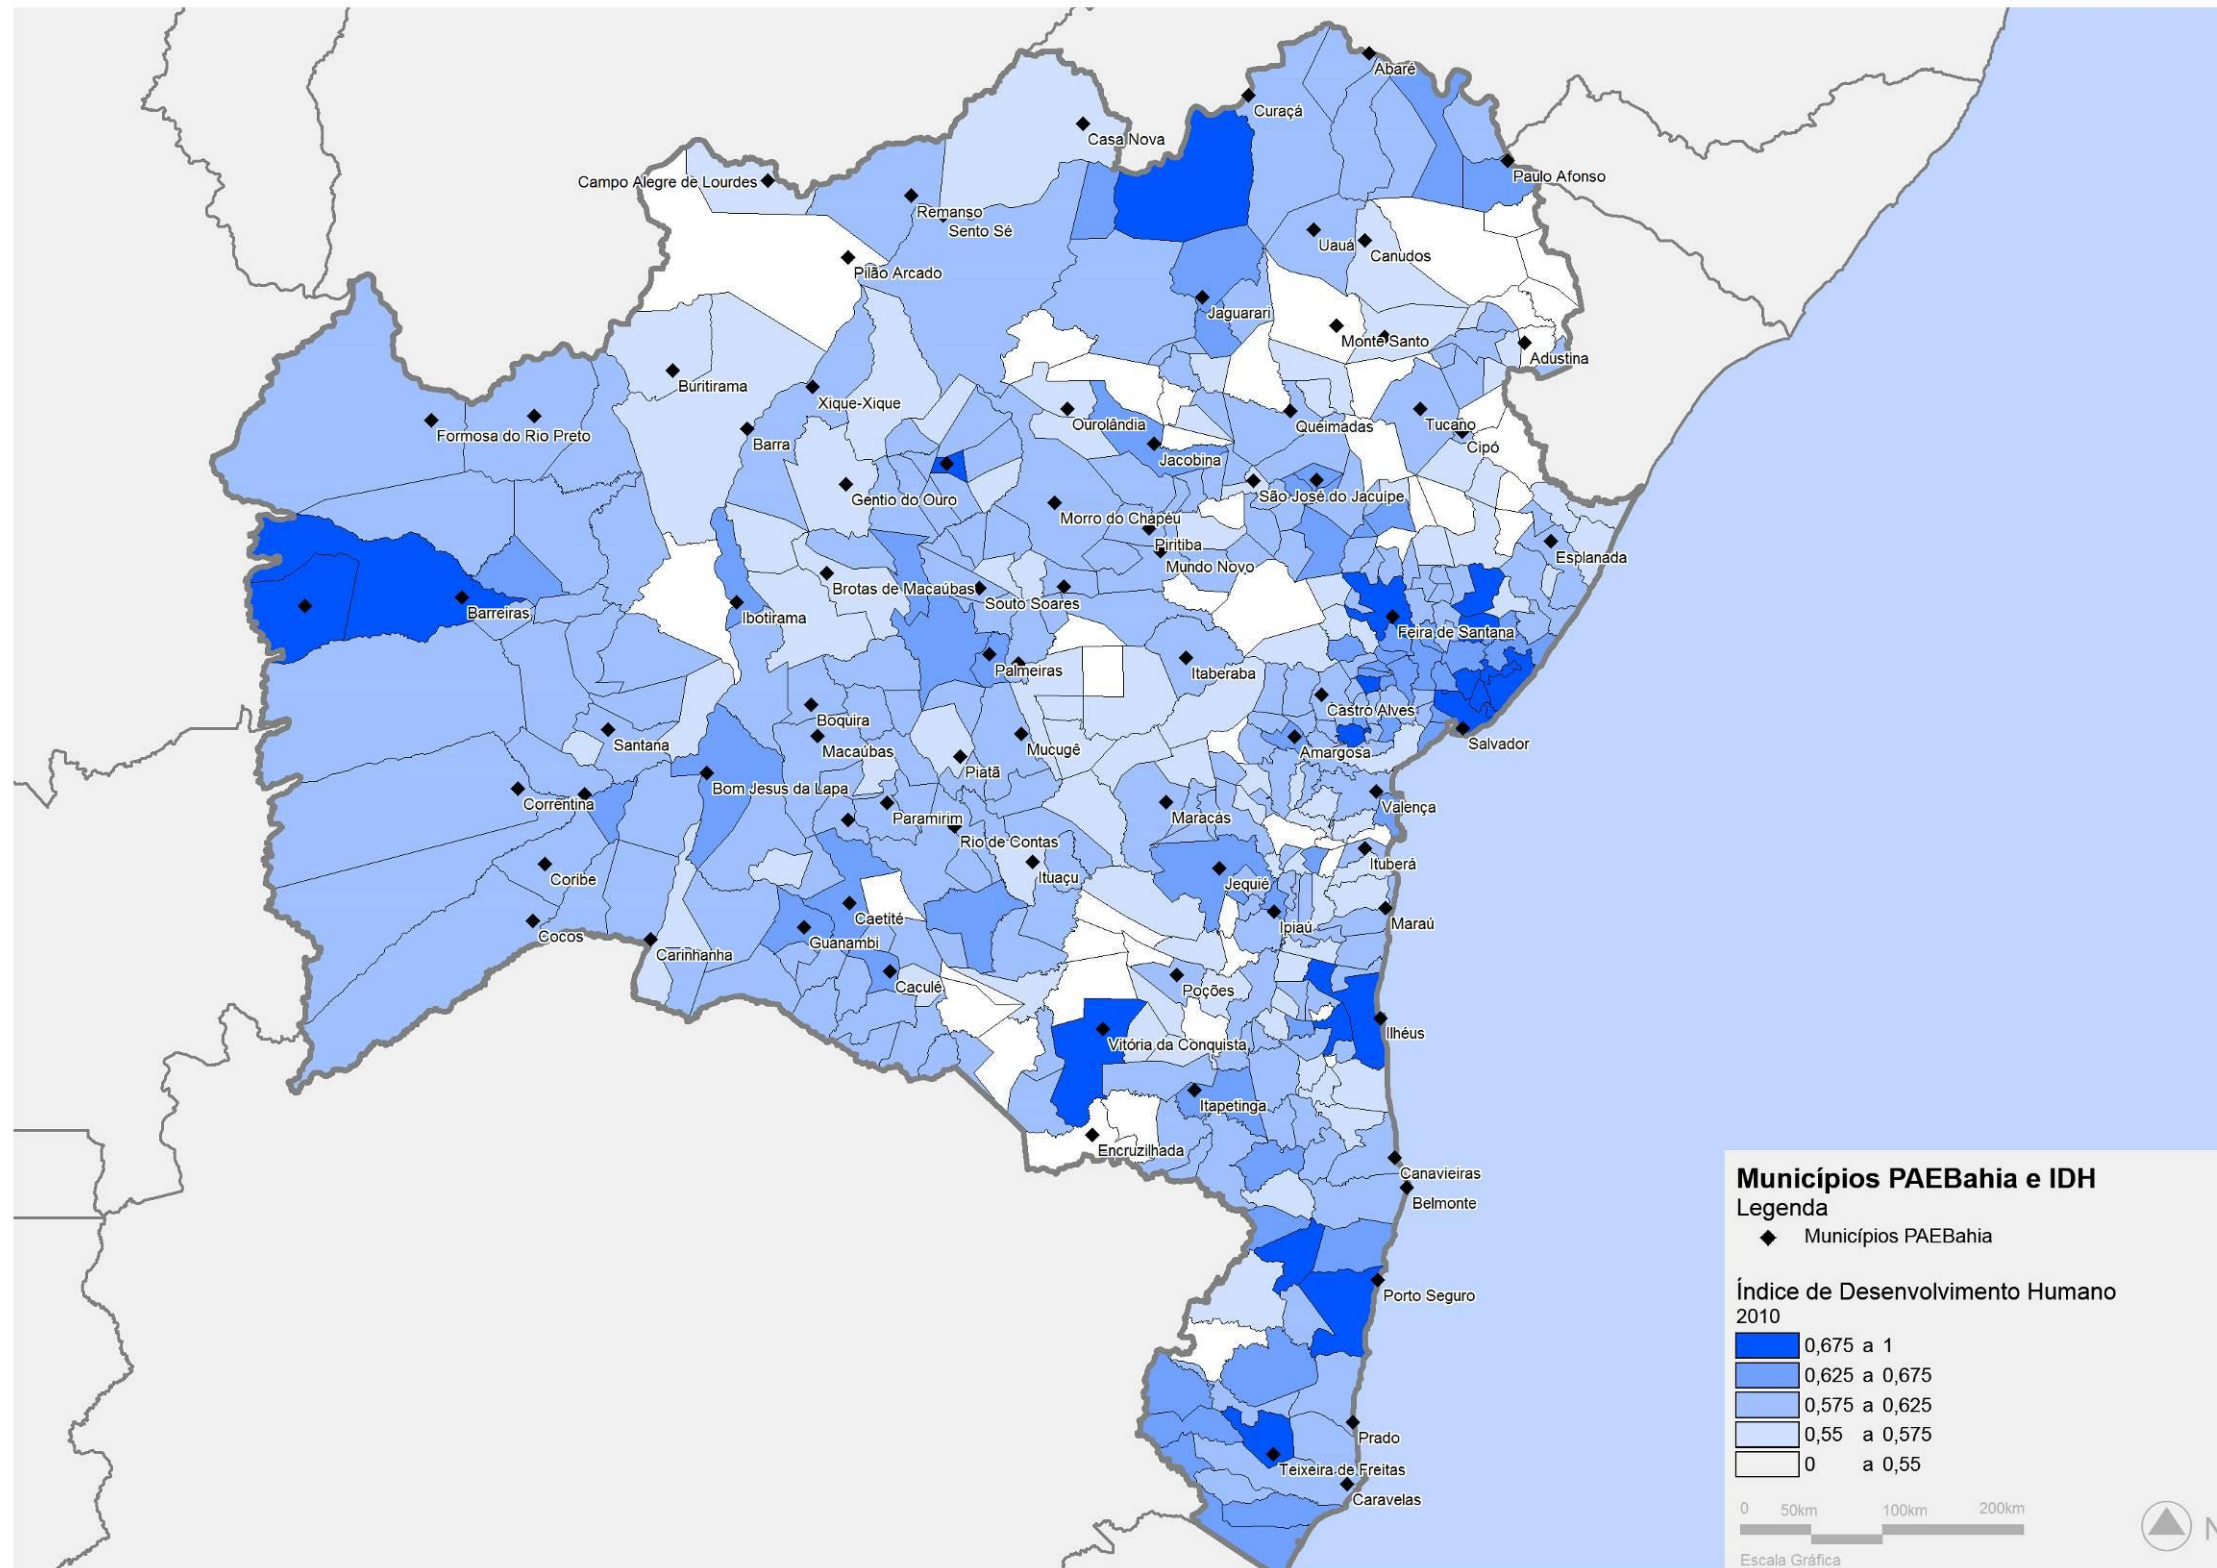 Abaré
Curaçá
Casa Nova
Campo Alegre de Lourdes
Paulo Afonso
Remanso
Sento Sé
Uauá
Canudos
Pilão Arcado
Jaguarari
Monte Santo
Adustina
Buritirama
Xique-Xique
Ourolândia
Formosa do Rio Preto
Barra
Queimadas
Tucano
Cipó
Jacobina
Gentio do Ouro
São José do Jacuipe
Morro do Chapéu
Piritiba
Mundo Novo
Esplanada
Brotas de Macaúbas
Souto Soares
Barreiras
Ibotirama
Feira de Santana
Palmeiras
Itaberaba
Castro Alves
Boquira
Santana
Macaúbas
Mucugê
Amargosa
Salvador
Piatã
Bom Jesus da Lapa
Correntina
Valença
Paramirim
Maracás
Rio de Contas
Ituberá
Ituaçu
Coribe
Jequié
Caetité
Maraú
Ipiaú
Cocos
Guanambi
Carinhanha
Caculé
Poções
Ilhéus
Vitória da Conquista
Itapetinga
Encruzilhada
Canavieiras
Belmonte
Porto Seguro
Prado
Teixeira de Freitas
Caravelas
Municípios PAEBahia e IDH
Legenda
Municípios PAEBahia
Índice de Desenvolvimento Humano
2010
0,675 a 1
0,625 a 0,675
0,575 a 0,625
0,55 a 0,575
0 a 0,55
0 50km 100km 200km
Escala Gráfica
N